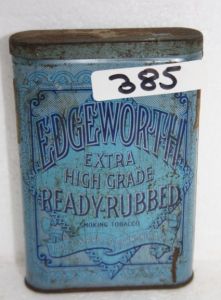 385
EDGEWORTH
EXTRA
HIGH GRADE
READY-RUBBED
SMOKING TOBACCO